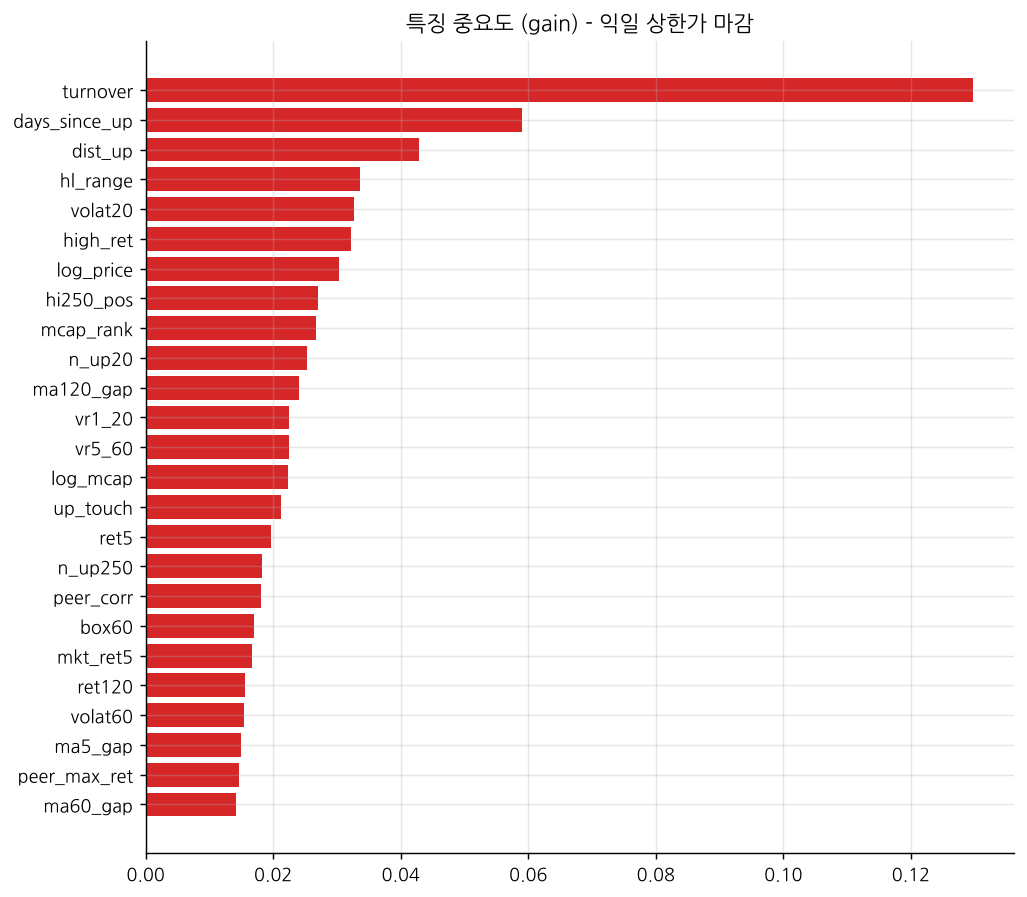 특징 중요도 (gain) - 익일 상한가 마감
turnover
days_since_up
dist_up
hl_range
volat20
high_ret
log_price
hi250_pos
mcap_rank
n_up20
ma120_gap
vr1_20
vr5_60
log_mcap
up_touch
ret5
n_up250
peer_corr
box60
mkt_ret5
ret120
volat60
ma5_gap
peer_max_ret
ma60_gap
0.00 0.02 0.04 0.06 0.08 0.10 0.12